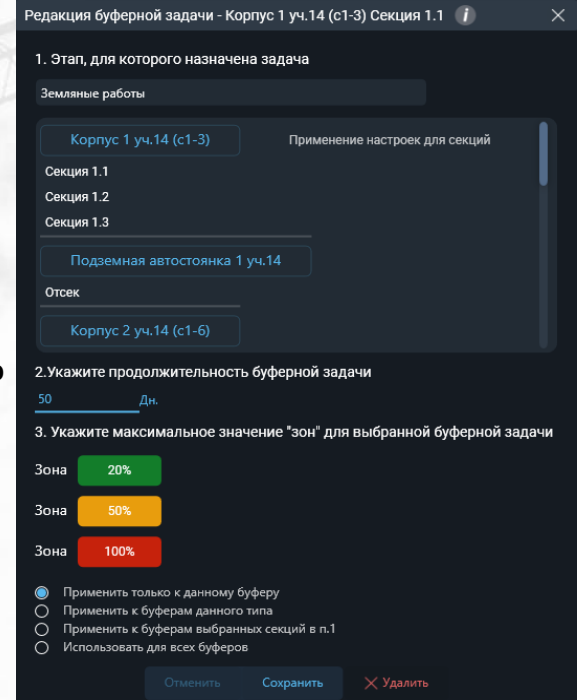 Редакция буферной задачи - Корпус 1 уч.14 (с1-3) Секция 1.1 i
1. Этап, для которого назначена задача
Земляные работы
Корпус 1 уч.14 (с1-3) Применение настроек для секций
Секция 1.1
Секция 1.2
Секция 1.3
Подземная автостоянка 1 уч.14
Отсек
Корпус 2 уч.14 (с1-6)
2.Укажите продолжительность буферной задачи
50 Дн.
3. Укажите максимальное значение "зон" для выбранной буферной задачи
Зона 20%
Зона 50%
Зона 100%
Применить только к данному буферу
Применить к буферам данного типа
Применить к буферам выбранных секций в п.1
Использовать для всех буферов
Отменить Сохранить Удалить